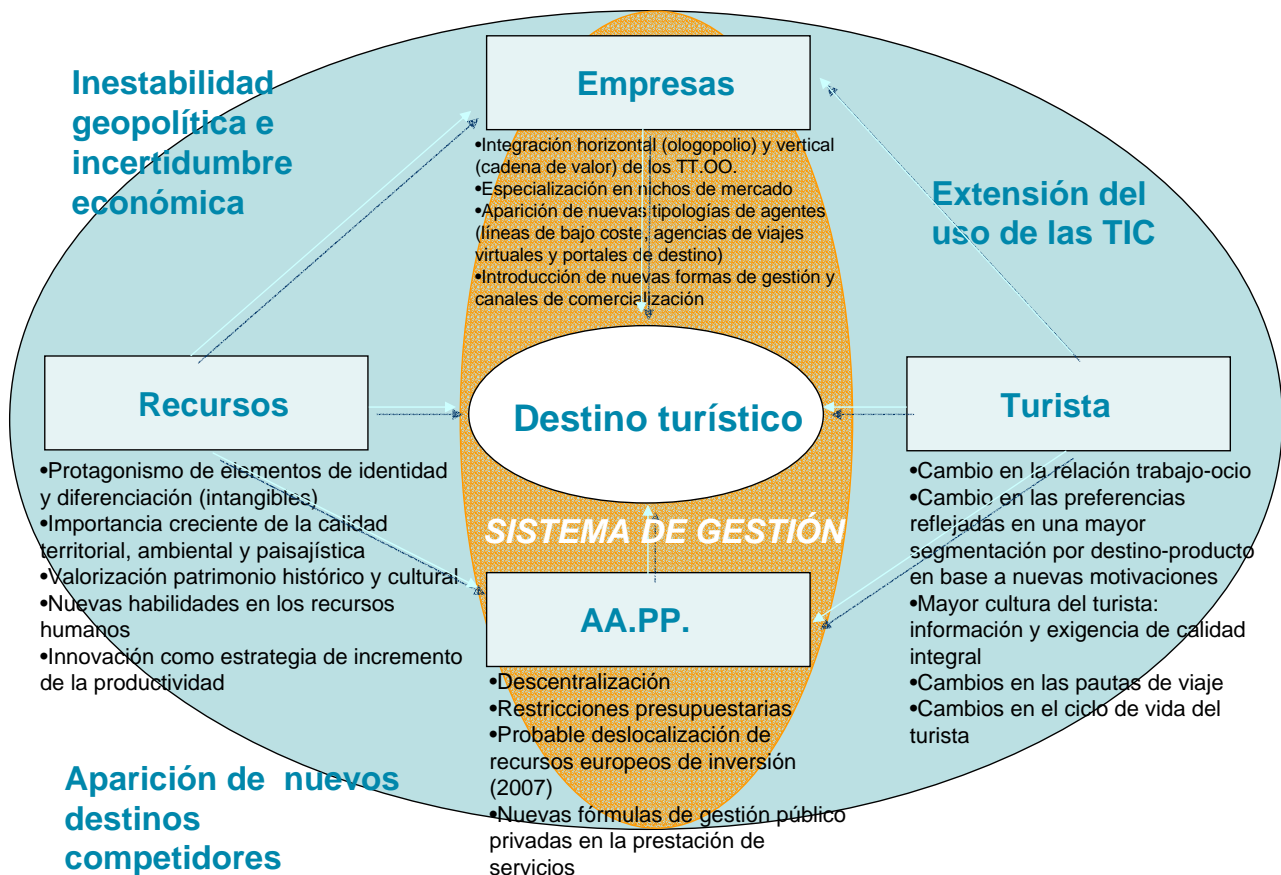 Inestabilidad
geopolítica e
incertidumbre
económica
Empresas
•Integración horizontal (ologopolio) y vertical
(cadena de valor) de los TT.OO.
•Especialización en nichos de mercado
•Aparición de nuevas tipologías de agentes
(líneas de bajo coste, agencias de viajes
virtuales y portales de destino)
•Introducción de nuevas formas de gestión y
canales de comercialización
Extensión del
uso de las TIC
Recursos
•Protagonismo de elementos de identidad
y diferenciación (intangibles)
•Importancia creciente de la calidad
territorial, ambiental y paisajística
•Valorización patrimonio histórico y cultural
•Nuevas habilidades en los recursos
humanos
•Innovación como estrategia de incremento
de la productividad
Destino turístico
SISTEMA DE GESTIÓN
AA.PP.
•Descentralización
•Restricciones presupuestarias
•Probable deslocalización de
recursos europeos de inversión
(2007)
•Nuevas fórmulas de gestión público
privadas en la prestación de
servicios
Turista
•Cambio en la relación trabajo-ocio
•Cambio en las preferencias
reflejadas en una mayor
segmentación por destino-producto
en base a nuevas motivaciones
•Mayor cultura del turista:
información y exigencia de calidad
integral
•Cambios en las pautas de viaje
•Cambios en el ciclo de vida del
turista
Aparición de nuevos
destinos
competidores